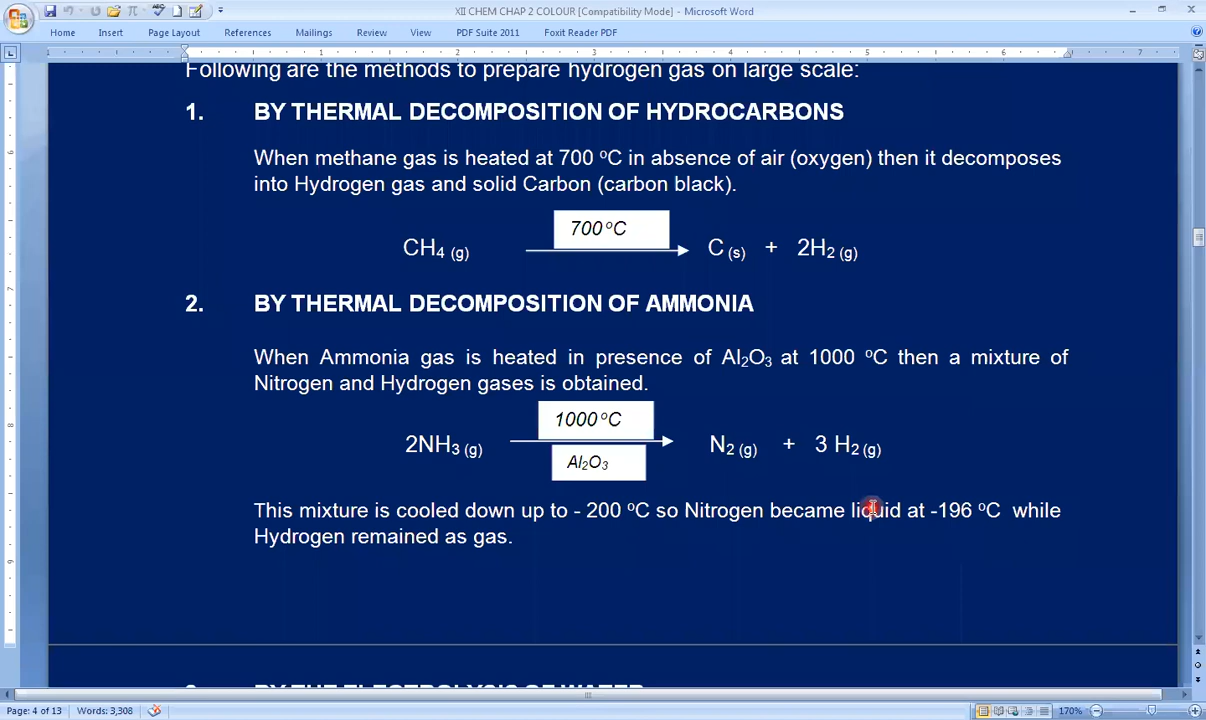 XII CHEM CHAP 2 COLOUR [Compatibility Mode] - Microsoft Word
Home Insert Page Layout References Mailings Review View PDF Suite 2011 Foxit Reader PDF
Following are the methods to prepare hydrogen gas on large scale:
1. BY THERMAL DECOMPOSITION OF HYDROCARBONS
When methane gas is heated at 700 ºC in absence of air (oxygen) then it decomposes
into Hydrogen gas and solid Carbon (carbon black).
700 ºC
CH₄ (g) C (s) + 2H₂ (g)
2. BY THERMAL DECOMPOSITION OF AMMONIA
When Ammonia gas is heated in presence of Al₂O₃ at 1000 ºC then a mixture of
Nitrogen and Hydrogen gases is obtained.
1000 ºC
2NH₃ (g) N₂ (g) + 3 H₂ (g)
Al₂O₃
This mixture is cooled down up to - 200 ºC so Nitrogen became liquid at -196 ºC while
Hydrogen remained as gas.
3. BY THE ELECTROLYSIS OF WATER
Page: 4 of 13 Words: 3,308 170%